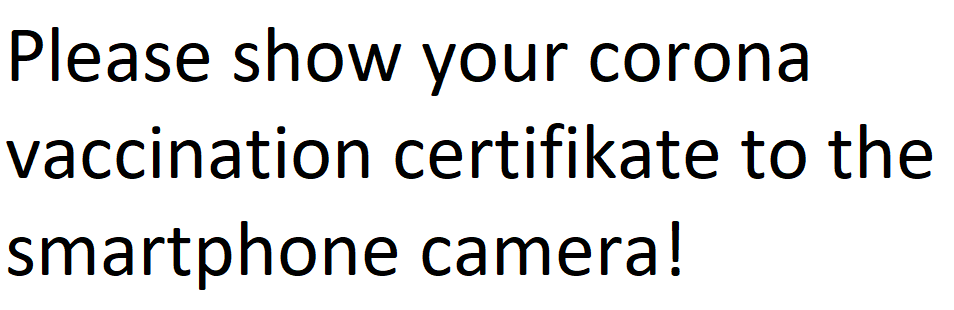 Please show your corona
vaccination certifikate to the
smartphone camera!